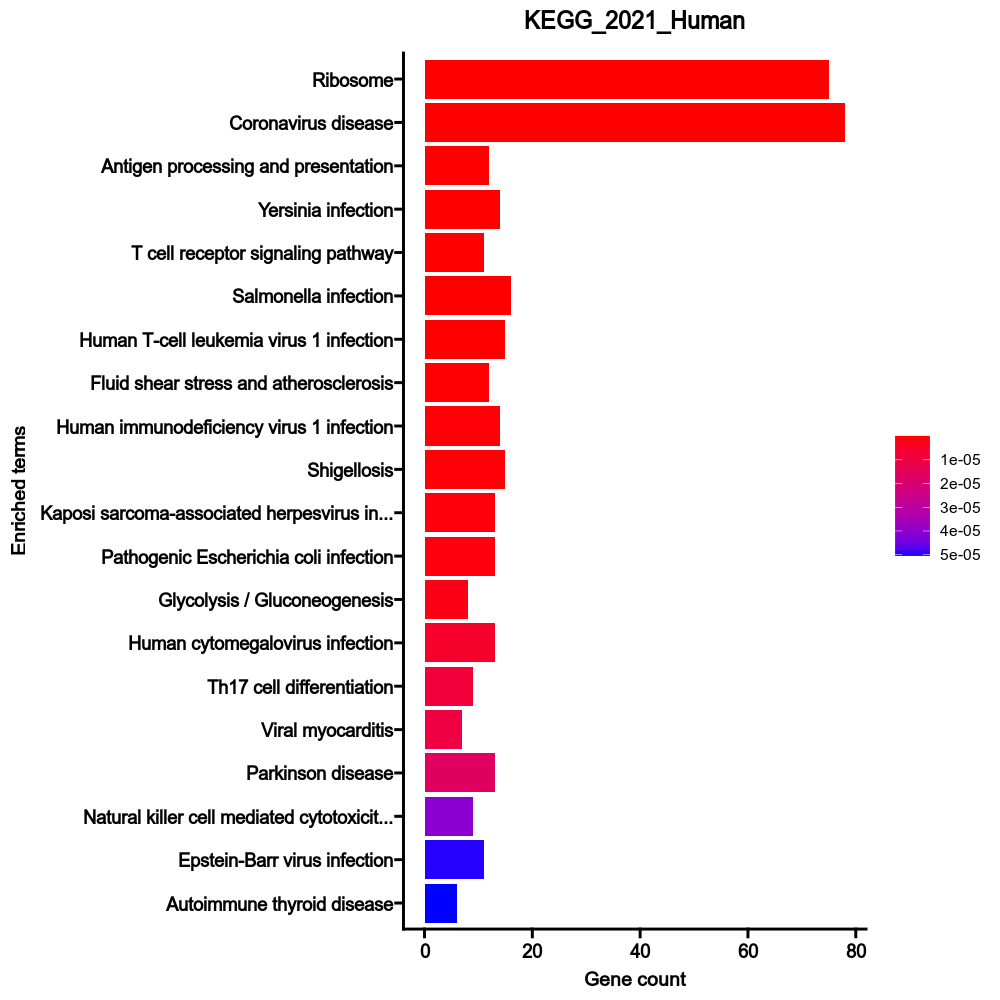 KEGG_2021_Human
Ribosome
Coronavirus disease
Antigen processing and presentation
Yersinia infection
T cell receptor signaling pathway
Salmonella infection
Human T-cell leukemia virus 1 infection
Fluid shear stress and atherosclerosis
Human immunodeficiency virus 1 infection
Shigellosis
Kaposi sarcoma-associated herpesvirus in...
Pathogenic Escherichia coli infection
Glycolysis / Gluconeogenesis
Human cytomegalovirus infection
Th17 cell differentiation
Viral myocarditis
Parkinson disease
Natural killer cell mediated cytotoxicit...
Epstein-Barr virus infection
Autoimmune thyroid disease
Enriched terms
0 20 40 60 80
Gene count
1e-05
2e-05
3e-05
4e-05
5e-05